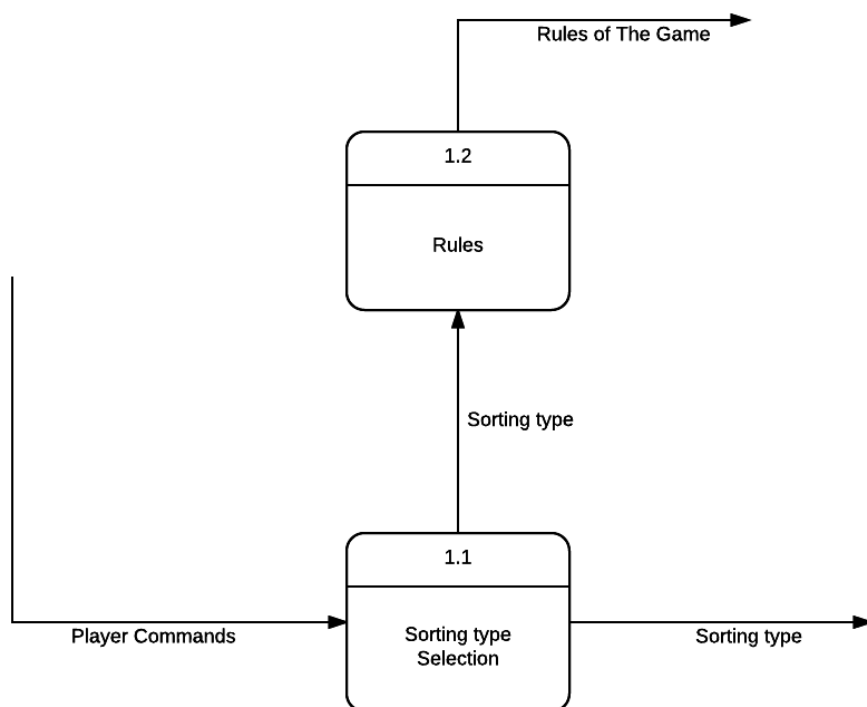 Rules of The Game
1.2
Rules
Sorting type
1.1
Player Commands
Sorting type
Selection
Sorting type